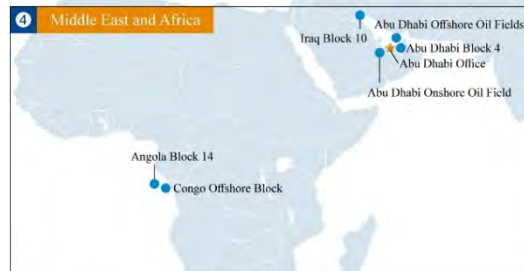 4 Middle East and Africa
Abu Dhabi Offshore Oil Fields
Iraq Block 10
Abu Dhabi Block 4
Abu Dhabi Office
Abu Dhabi Onshore Oil Field
Angola Block 14
Congo Offshore Block